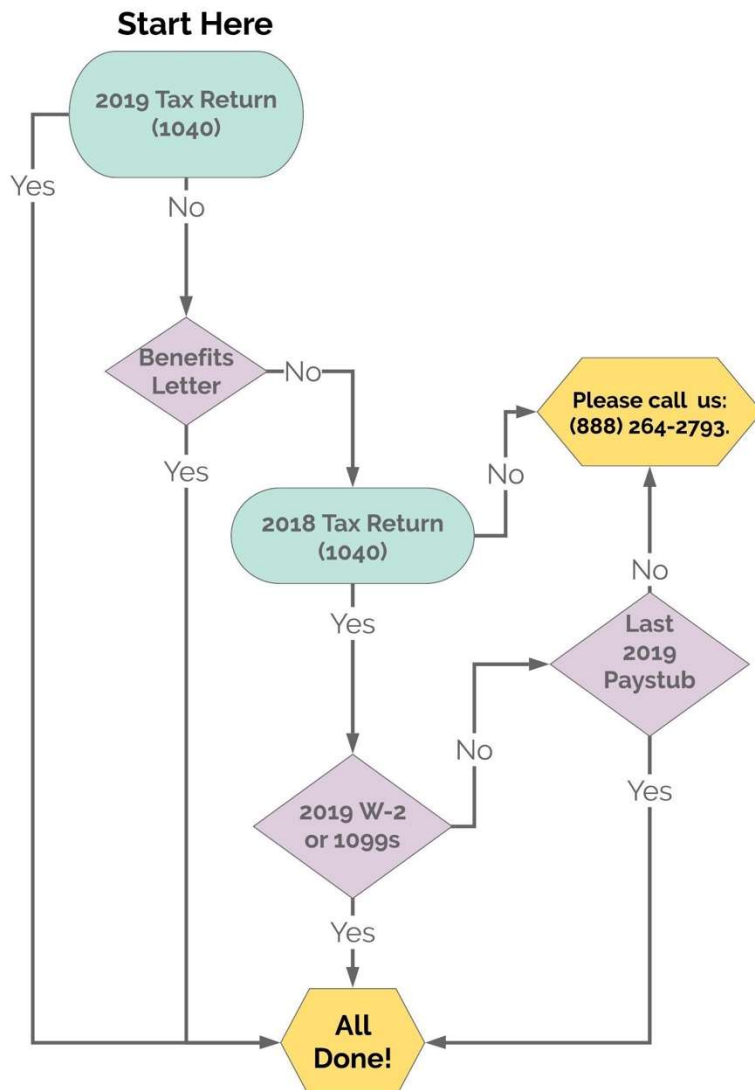 Start Here
2019 Tax Return
(1040)
Yes
No
Benefits
Letter
No
Yes
Please call us:
(888) 264-2793.
No
2018 Tax Return
(1040)
Yes
No
Last
2019
Paystub
No
2019 W-2
or 1099s
Yes
Yes
All
Done!